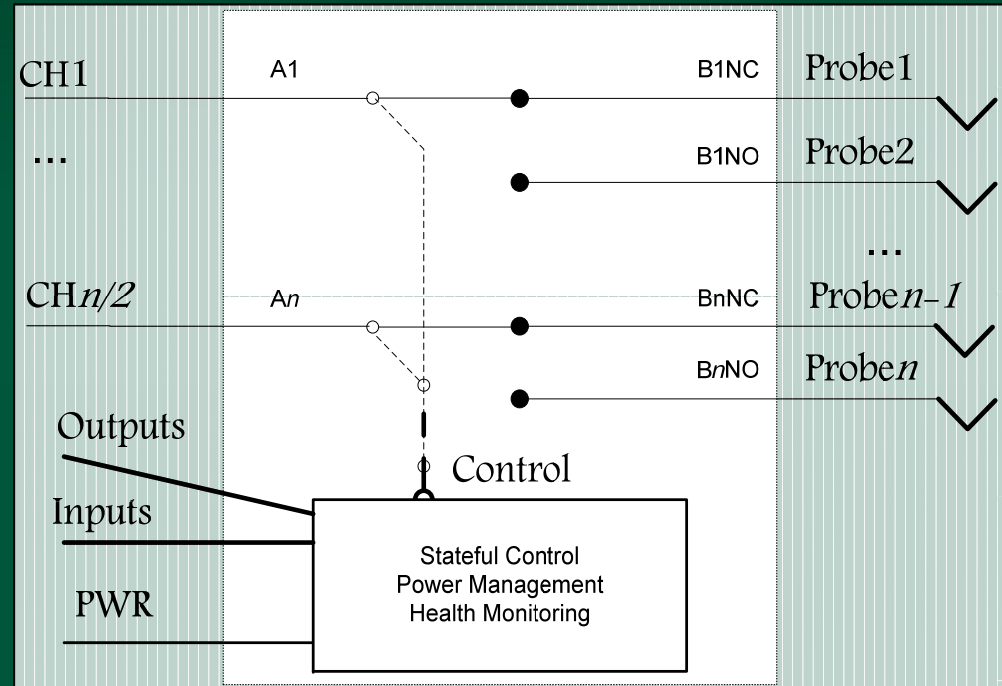 CH1
A1
B1NC
Probe1
...
B1NO
Probe2
...
CHn/2
An
BnNC
Proben-1
BnNO
Proben
Outputs
Control
Inputs
Stateful Control
Power Management
Health Monitoring
PWR